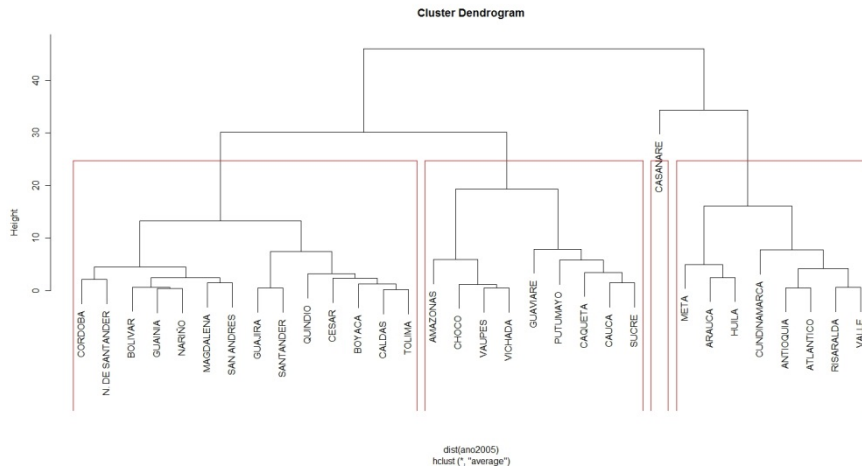 Cluster Dendrogram
Height
40
30
20
10
0
CORDOBA
N. DE SANTANDER
BOLIVAR
GUAINIA
NARIÑO
MAGDALENA
SAN ANDRES
GUAJIRA
SANTANDER
QUINDIO
CESAR
BOYACA
CALDAS
TOLIMA
AMAZONAS
CHOCO
VAUPES
VICHADA
GUAVIARE
PUTUMAYO
CAQUETA
CAUCA
SUCRE
CASANARE
META
ARAUCA
HUILA
CUNDINAMARCA
ANTIOQUIA
ATLANTICO
RISARALDA
VALLE
dist(ano2005)
hclust (*, "average")